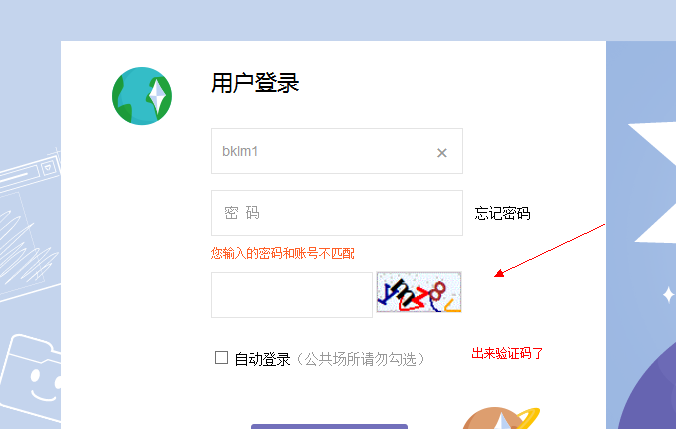 用户登录
bklm1
密 码
忘记密码
您输入的密码和账号不匹配
自动登录（公共场所请勿勾选）
出来验证码了